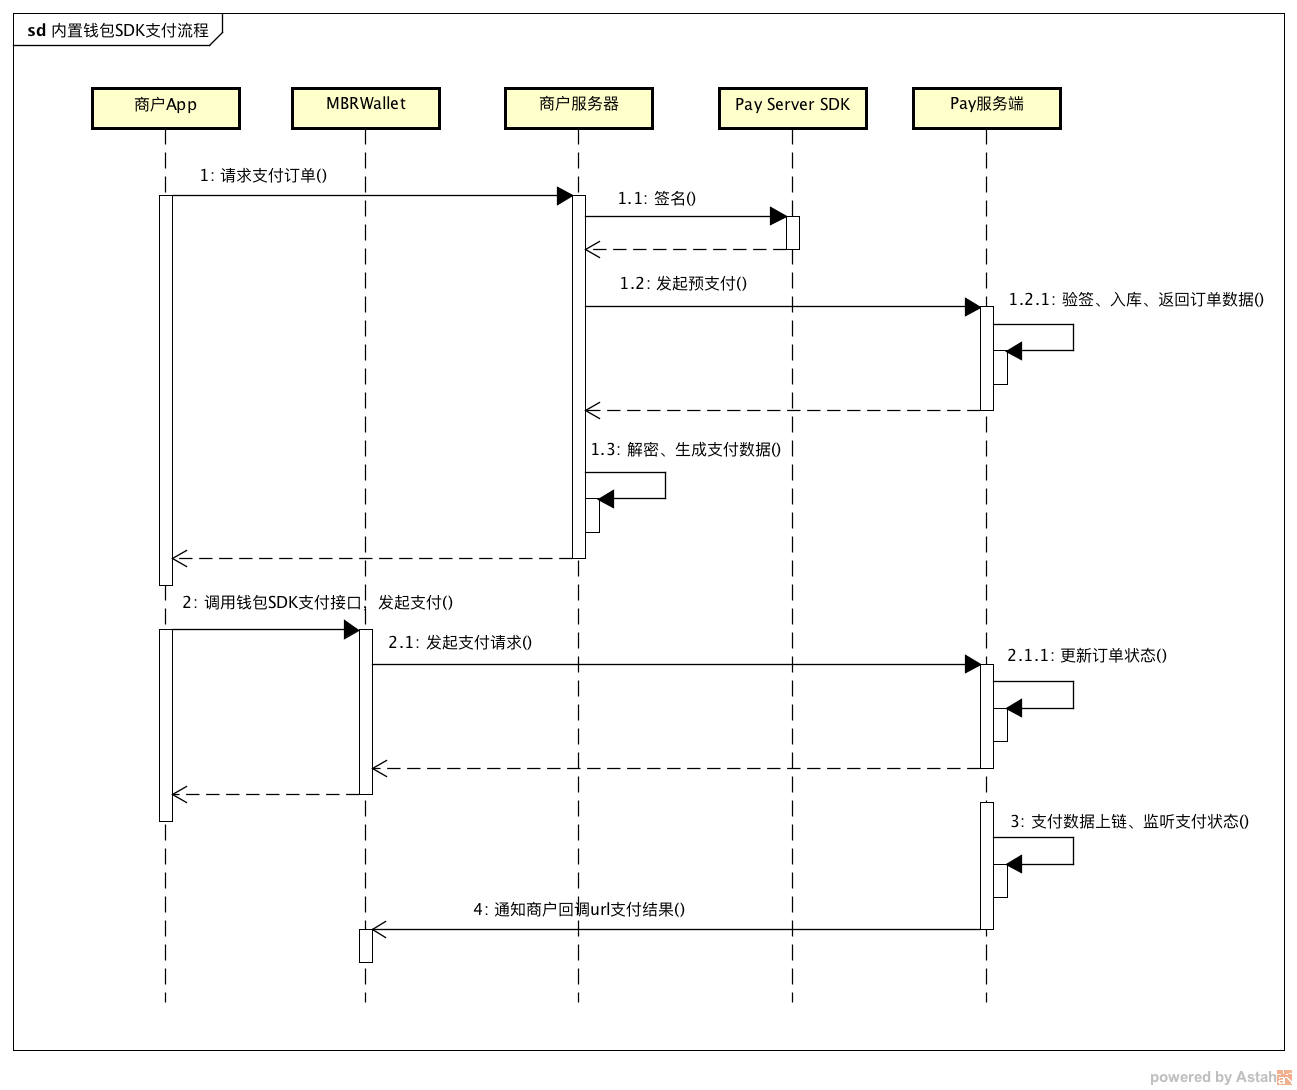 sd 内置钱包SDK支付流程
商户App
MBRWallet
商户服务器
Pay Server SDK
Pay服务端
1: 请求支付订单()
1.1: 签名()
1.2: 发起预支付()
1.2.1: 验签、入库、返回订单数据()
1.3: 解密、生成支付数据()
2: 调用钱包SDK支付接口，发起支付()
2.1: 发起支付请求()
2.1.1: 更新订单状态()
3: 支付数据上链、监听支付状态()
4: 通知商户回调url支付结果()
powered by Astah